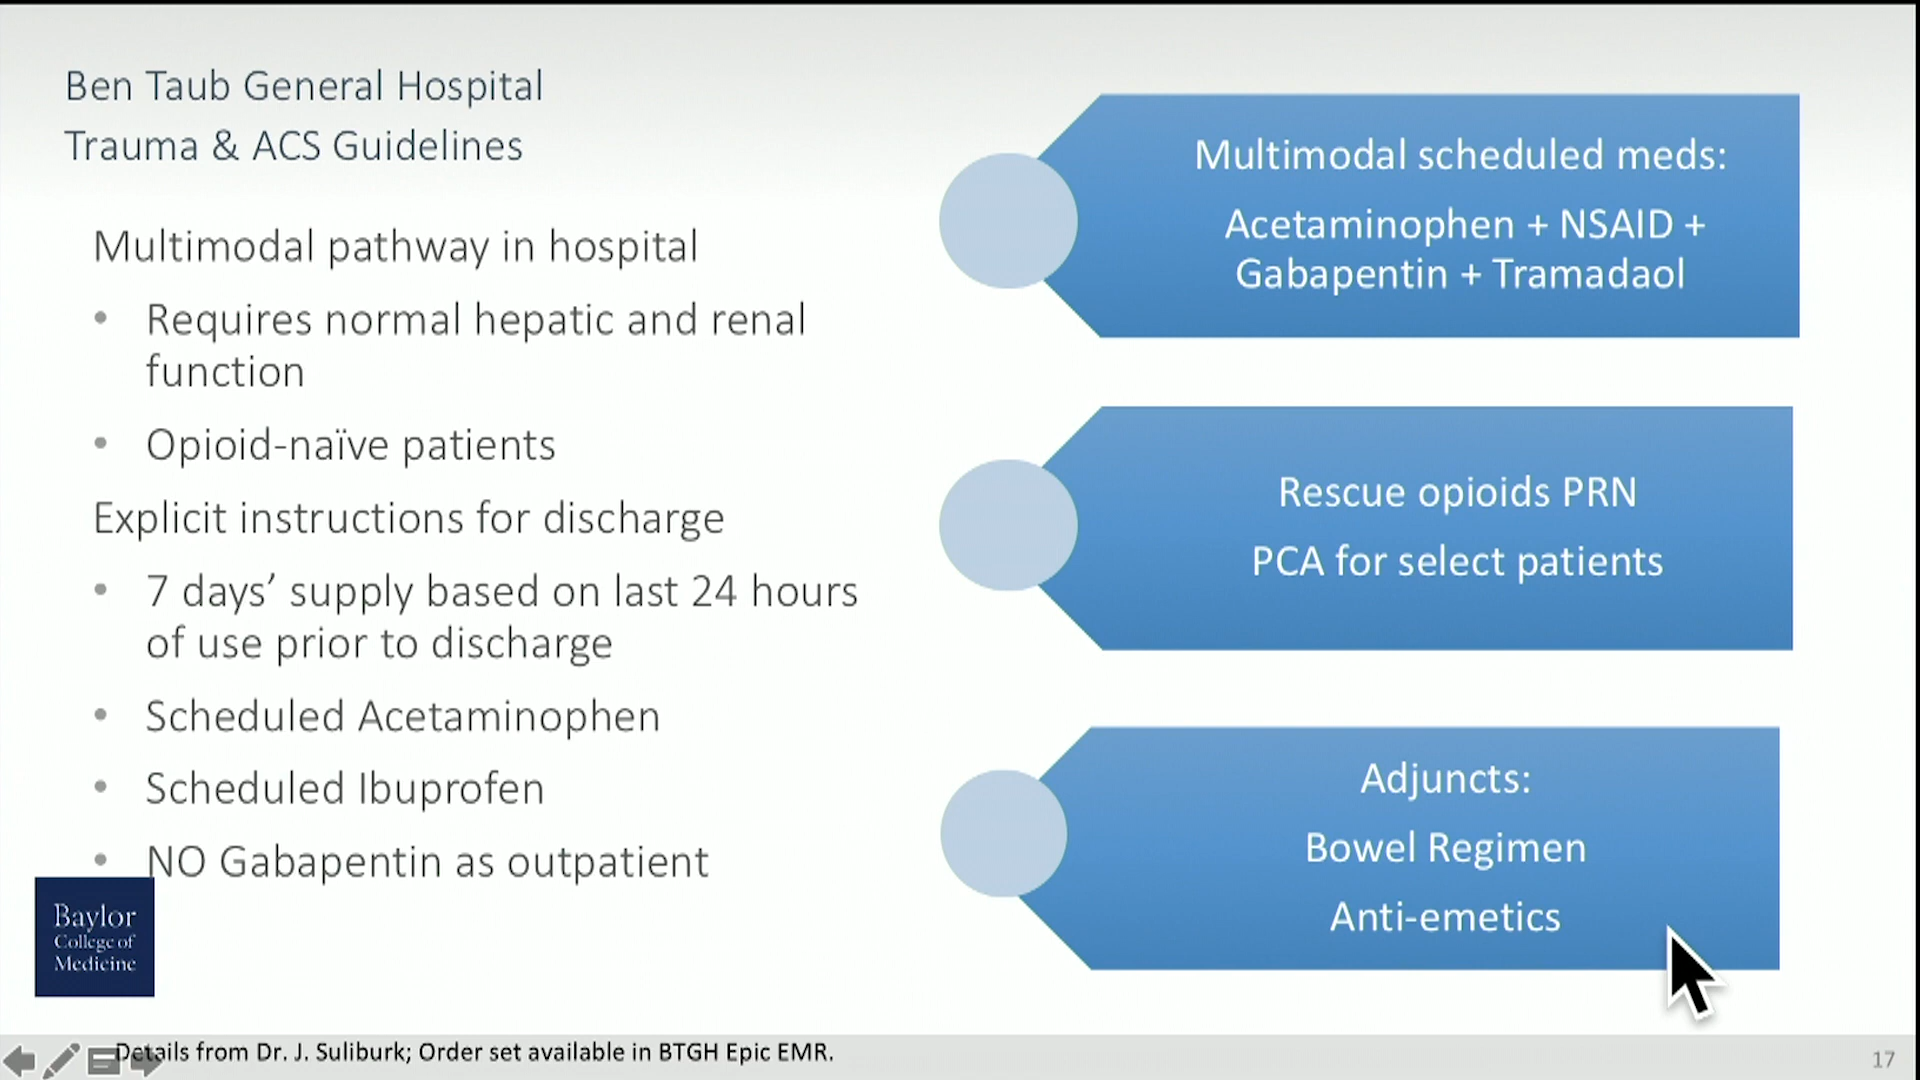 Ben Taub General Hospital
Trauma & ACS Guidelines
Multimodal pathway in hospital
• Requires normal hepatic and renal
function
• Opioid-naïve patients
Explicit instructions for discharge
• 7 days’ supply based on last 24 hours
of use prior to discharge
• Scheduled Acetaminophen
• Scheduled Ibuprofen
• NO Gabapentin as outpatient
Multimodal scheduled meds:
Acetaminophen + NSAID +
Gabapentin + Tramadaol
Rescue opioids PRN
PCA for select patients
Adjuncts:
Bowel Regimen
Anti-emetics
Baylor
College of
Medicine
Details from Dr. J. Suliburk; Order set available in BTGH Epic EMR.
17